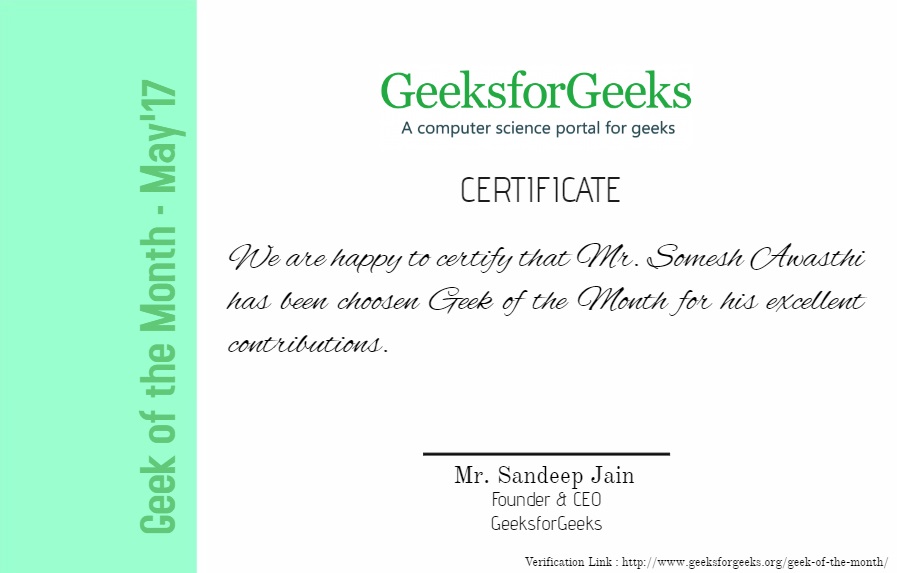 Geek of the Month - May'17
GeeksforGeeks
A computer science portal for geeks
CERTIFICATE
We are happy to certify that Mr. Somesh Awasthi
has been choosen Geek of the Month for his excellent
contributions.
Mr. Sandeep Jain
Founder & CEO
GeeksforGeeks
Verification Link : http://www.geeksforgeeks.org/geek-of-the-month/